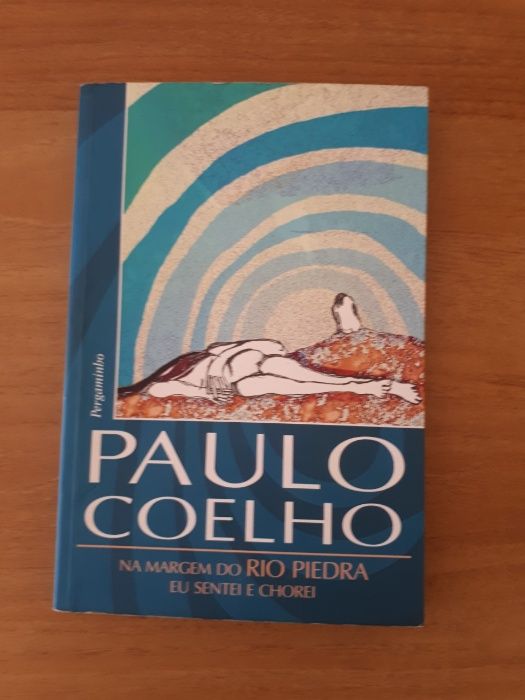 Pergaminho
PAULO
COELHO
NA MARGEM DO RIO PIEDRA
EU SENTEI E CHOREI